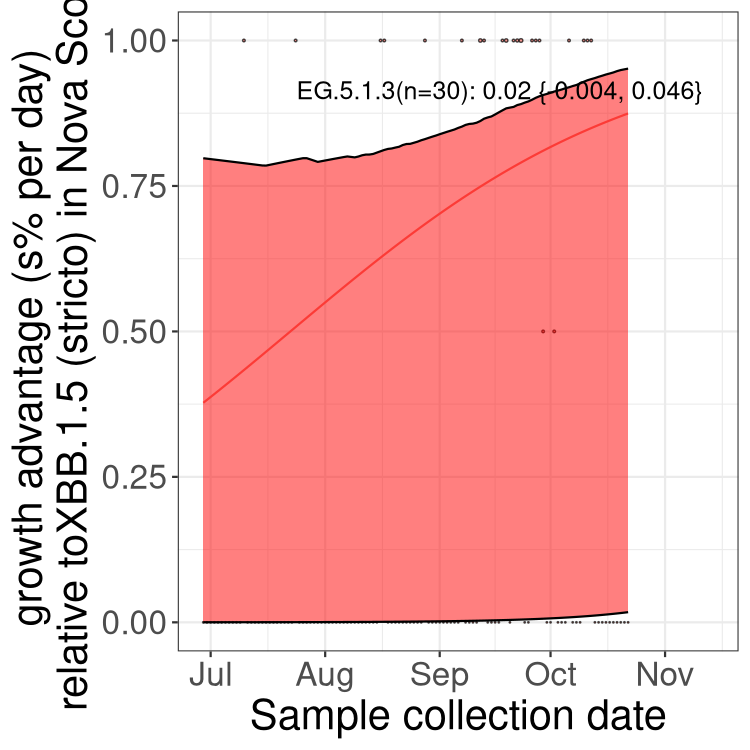 growth advantage (s% per day)
relative toXBB.1.5 (stricto) in Nova Sco
1.00
0.75
0.50
0.25
0.00
EG.5.1.3(n=30): 0.02 {-0.004, 0.046}
Jul Aug Sep Oct Nov
Sample collection date